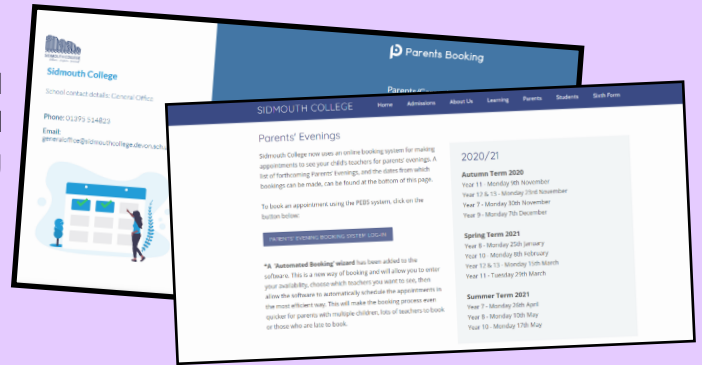 Parents Booking
SIDMOUTH COLLEGE
Sidmouth College
School contact details: General Office
Phone: 01395 514823
Email:
SIDMOUTH COLLEGE
Home Admissions About Us Learning Parents Students Sixth Form
Parents' Evenings
Sidmouth College now uses an online booking system for making
appointments to see your child's teachers for parents' evenings. A
list of forthcoming Parents' Evenings, and the dates from which
bookings can be made, can be found at the bottom of this page.
To book an appointment using the PEBS system, click on the
button below:
PARENTS' EVENING BOOKING SYSTEM LOG-IN
*A 'Automated Booking' wizard has been added to the
software. This is a new way of booking and will allow you to enter
your availability, choose which teachers you want to see, then
allow the software to automatically schedule the appointments in
the most efficient way. This will make the booking process even
quicker for parents with multiple children, lots of teachers to book
or those who are late to book.
2020/21
Autumn Term 2020
Year 11 - Monday 9th November
Year 12 & 13 - Monday 23rd November
Year 7 - Monday 30th November
Year 9 - Monday 7th December
Spring Term 2021
Year 8 - Monday 25th January
Year 10 - Monday 8th February
Year 12 & 13 - Monday 15th March
Year 11 - Tuesday 29th March
Summer Term 2021
Year 7 - Monday 26th April
Year 8 - Monday 10th May
Year 10 - Monday 17th May